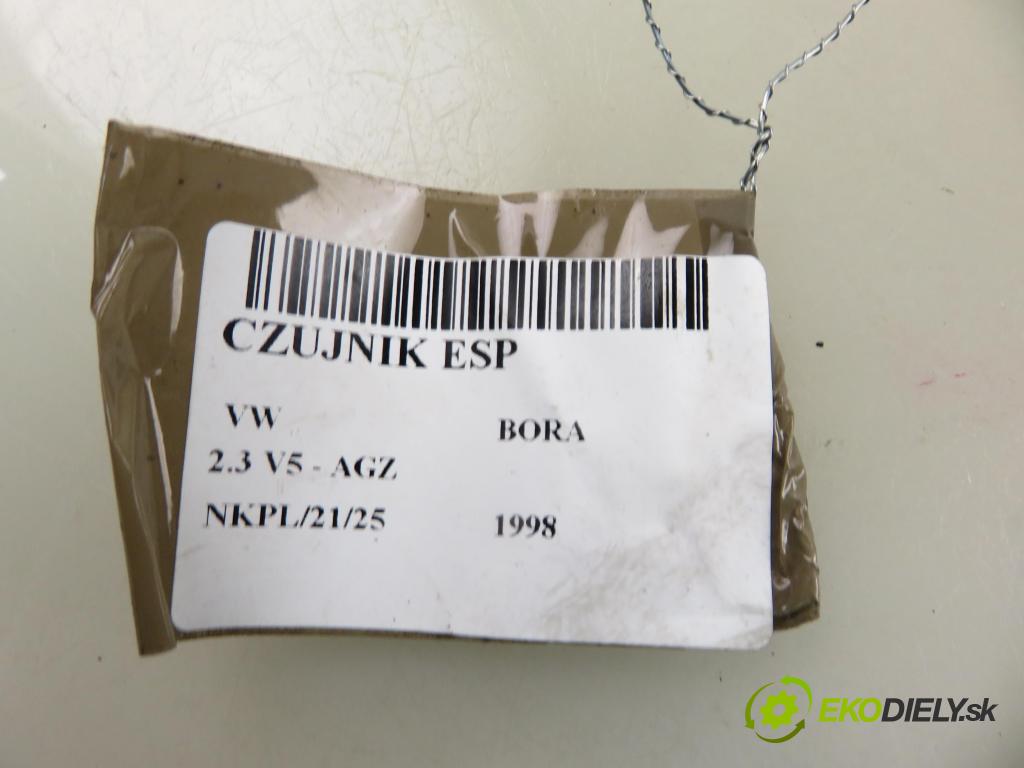 CZUJNIK ESP
VW BORA
2.3 V5 - AGZ
NKPL/21/25 1998
EKODIELY.sk